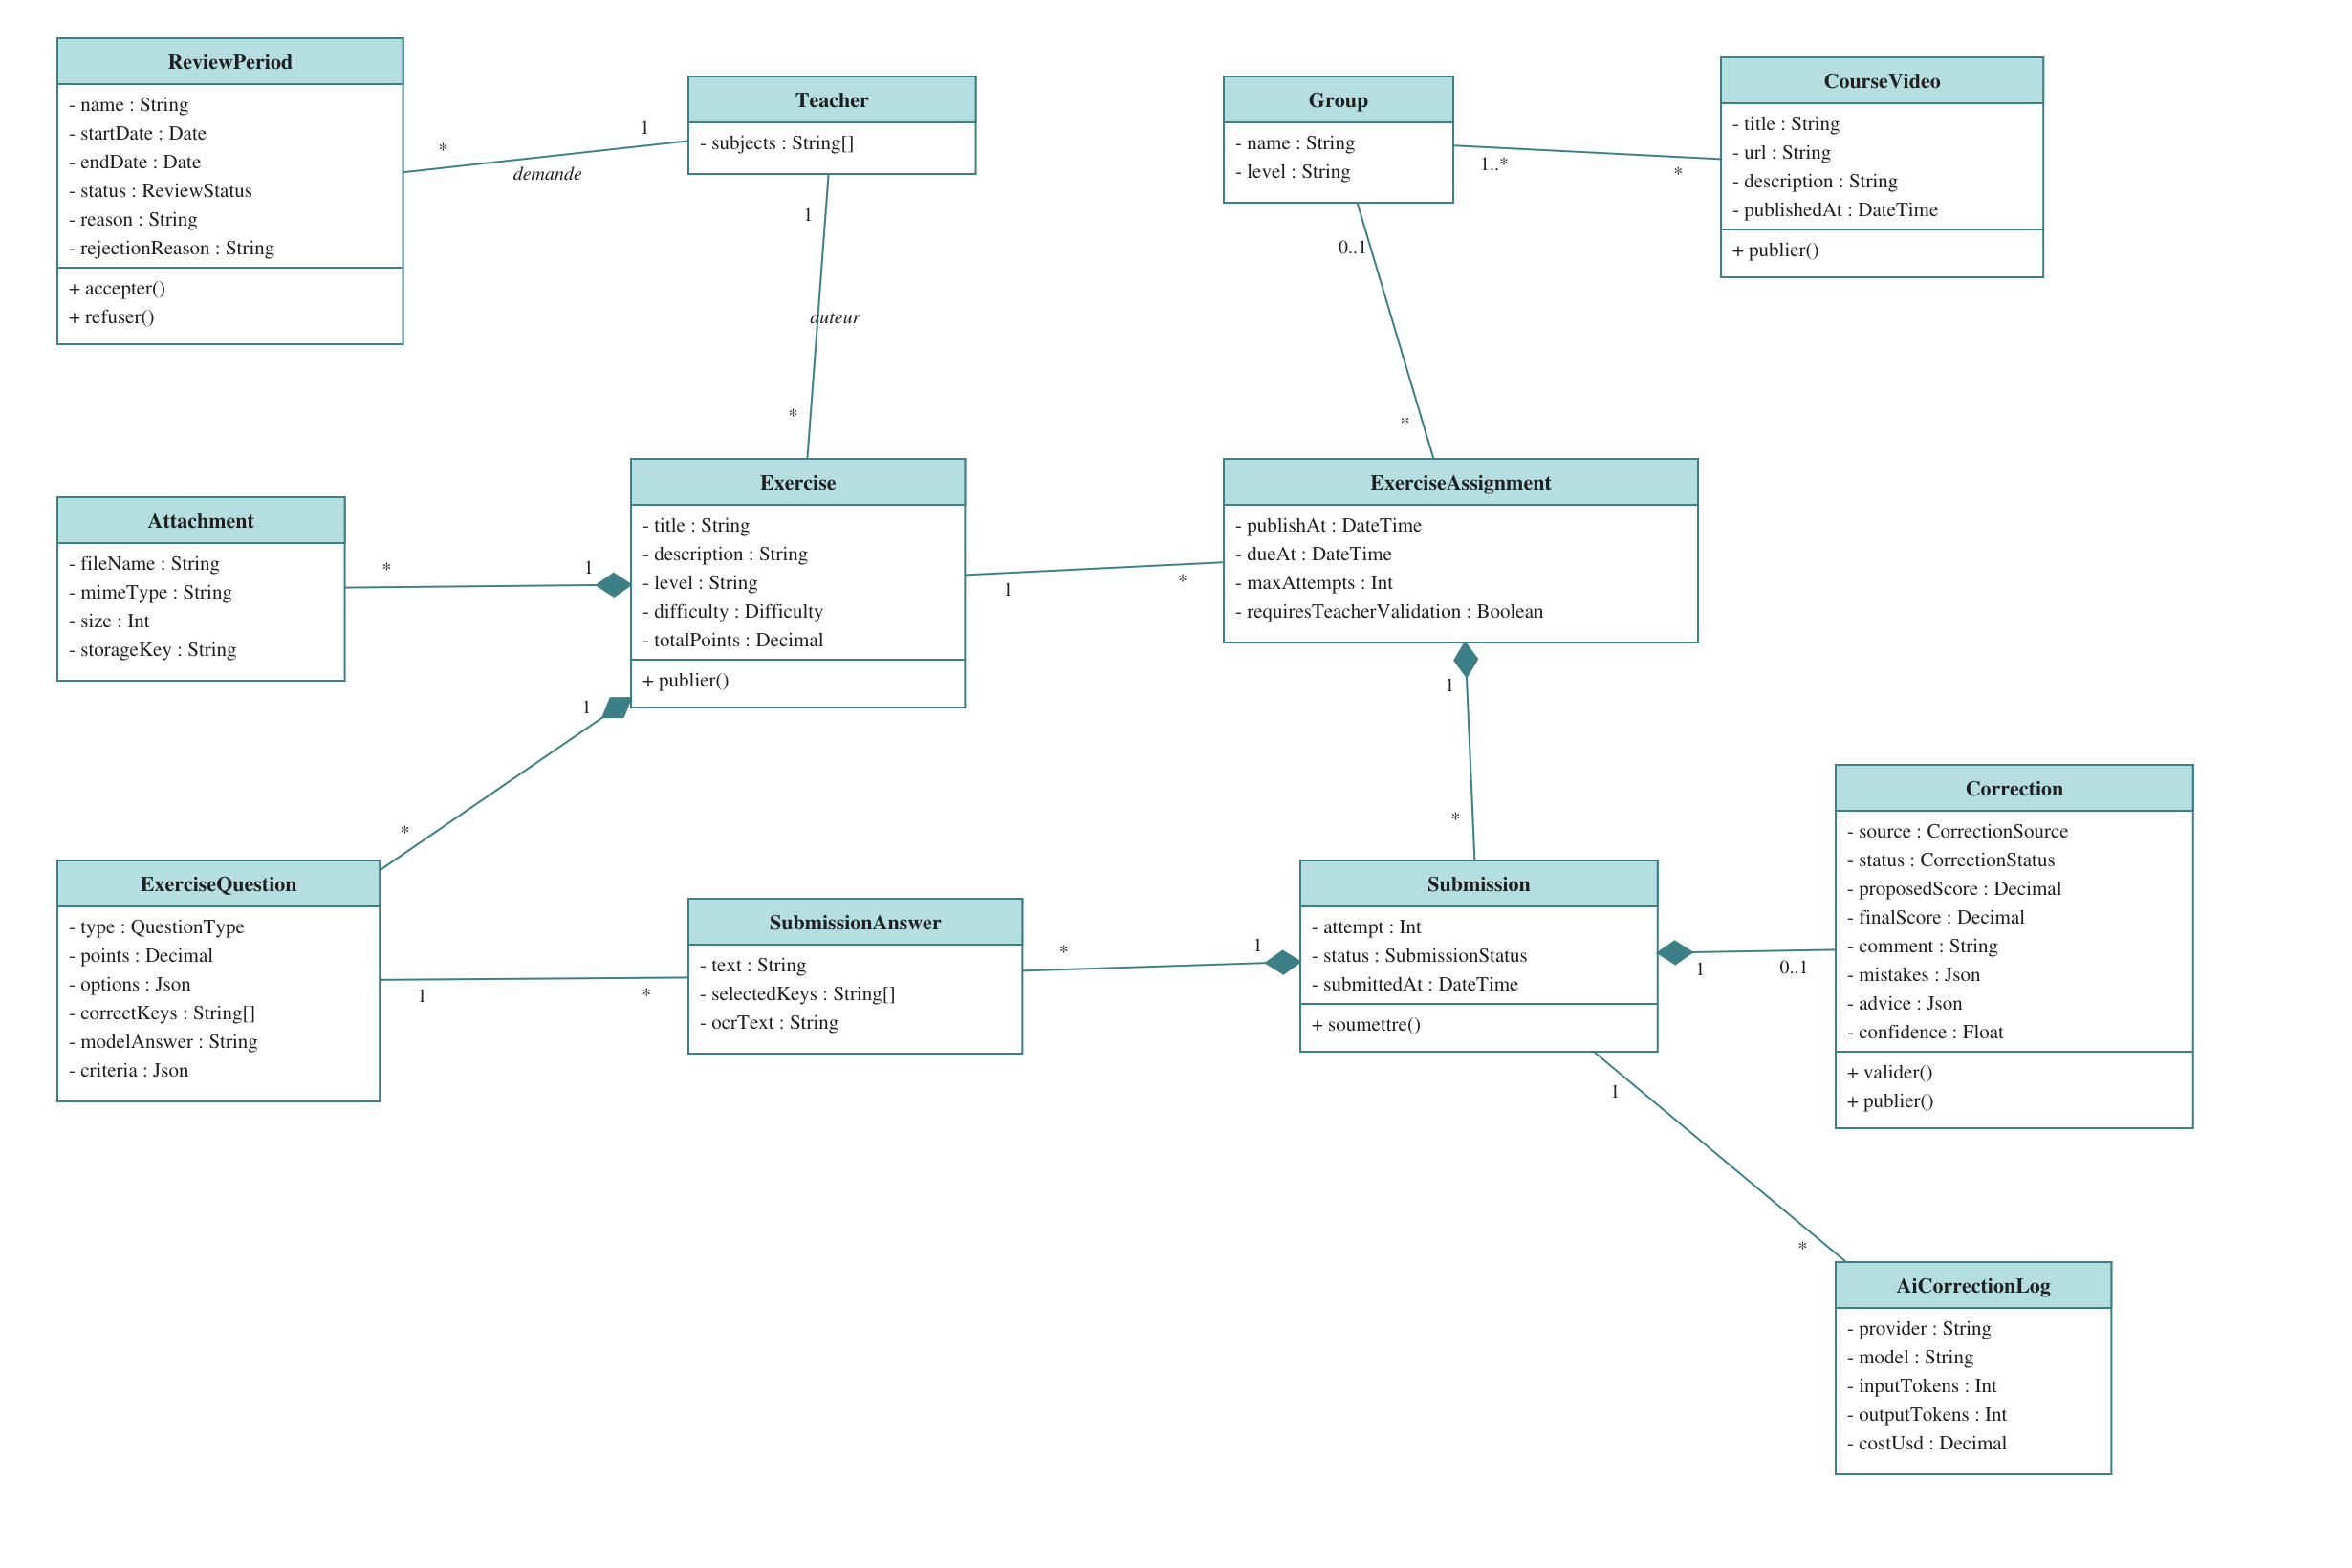 ReviewPeriod
- name : String
- startDate : Date
- endDate : Date
- status : ReviewStatus
- reason : String
- rejectionReason : String
+ accepter()
+ refuser()
*
1
demande
Teacher
- subjects : String[]
1
auteur
*
Group
- name : String
- level : String
1..*
*
0..1
*
CourseVideo
- title : String
- url : String
- description : String
- publishedAt : DateTime
+ publier()
Attachment
- fileName : String
- mimeType : String
- size : Int
- storageKey : String
*
1
Exercise
- title : String
- description : String
- level : String
- difficulty : Difficulty
- totalPoints : Decimal
+ publier()
1
*
ExerciseAssignment
- publishAt : DateTime
- dueAt : DateTime
- maxAttempts : Int
- requiresTeacherValidation : Boolean
1
*
1
*
ExerciseQuestion
- type : QuestionType
- points : Decimal
- options : Json
- correctKeys : String[]
- modelAnswer : String
- criteria : Json
1
*
SubmissionAnswer
- text : String
- selectedKeys : String[]
- ocrText : String
*
1
Submission
- attempt : Int
- status : SubmissionStatus
- submittedAt : DateTime
+ soumettre()
1
0..1
Correction
- source : CorrectionSource
- status : CorrectionStatus
- proposedScore : Decimal
- finalScore : Decimal
- comment : String
- mistakes : Json
- advice : Json
- confidence : Float
+ valider()
+ publier()
1
*
AiCorrectionLog
- provider : String
- model : String
- inputTokens : Int
- outputTokens : Int
- costUsd : Decimal